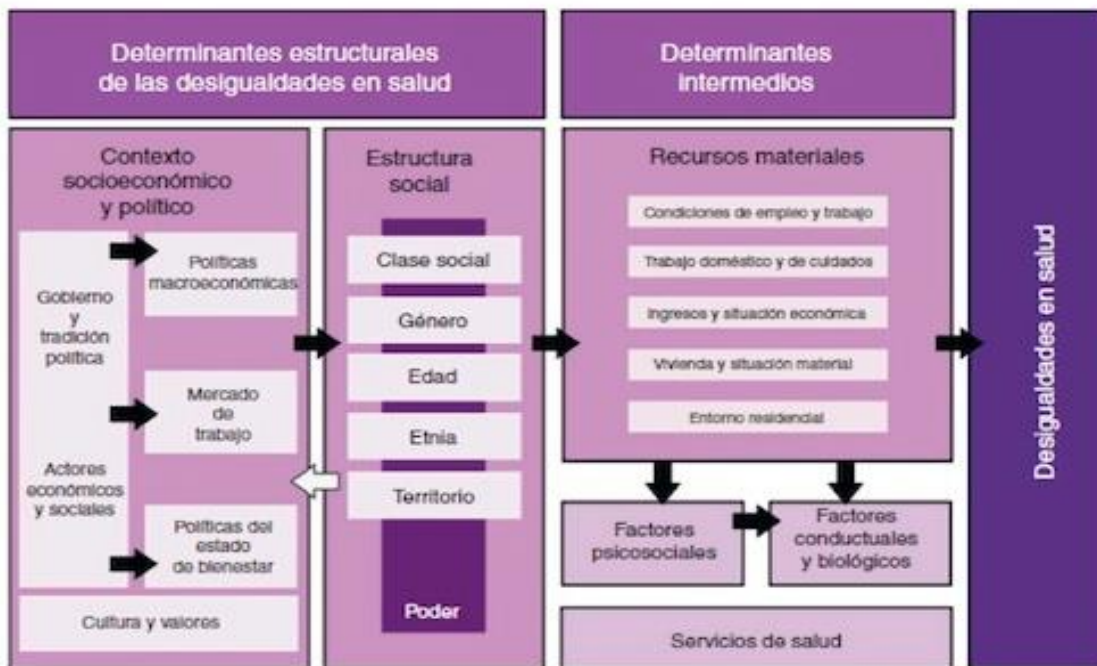 Determinantes estructurales
de las desigualdades en salud
Determinantes
intermedios
Contexto
socioeconómico
y político
Gobierno
y
tradición
política
Actores
económicos
y sociales
Políticas
macroeconómicas
Mercado
de
trabajo
Políticas del
estado
de bienestar
Cultura y valores
Estructura
social
Clase social
Género
Edad
Etnia
Territorio
Poder
Recursos materiales
Condiciones de empleo y trabajo
Trabajo doméstico y de cuidados
Ingresos y situación económica
Vivienda y situación material
Entorno residencial
Factores
psicosociales
Factores
conductuales
y biológicos
Servicios de salud
Desigualdades en salud